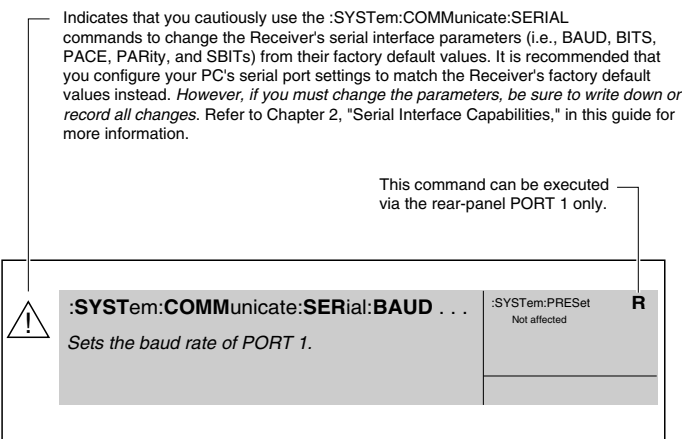 Indicates that you cautiously use the :SYSTem:COMMunicate:SERIAL
commands to change the Receiver's serial interface parameters (i.e., BAUD, BITS,
PACE, PARity, and SBITs) from their factory default values. It is recommended that
you configure your PC's serial port settings to match the Receiver's factory default
values instead. However, if you must change the parameters, be sure to write down or
record all changes. Refer to Chapter 2, "Serial Interface Capabilities," in this guide for
more information.
This command can be executed
via the rear-panel PORT 1 only.
:SYSTem:COMMunicate:SERial:BAUD . . .
Sets the baud rate of PORT 1.
:SYSTem:PRESet
Not affected
R
!